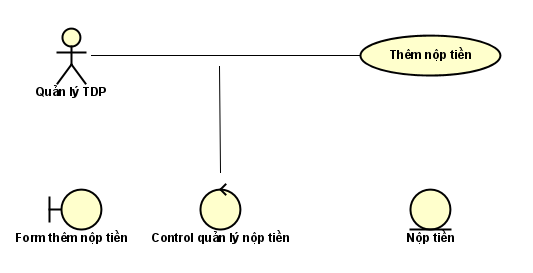 Thêm nộp tiền
Quản lý TDP
Form thêm nộp tiền
Control quản lý nộp tiền
Nộp tiền